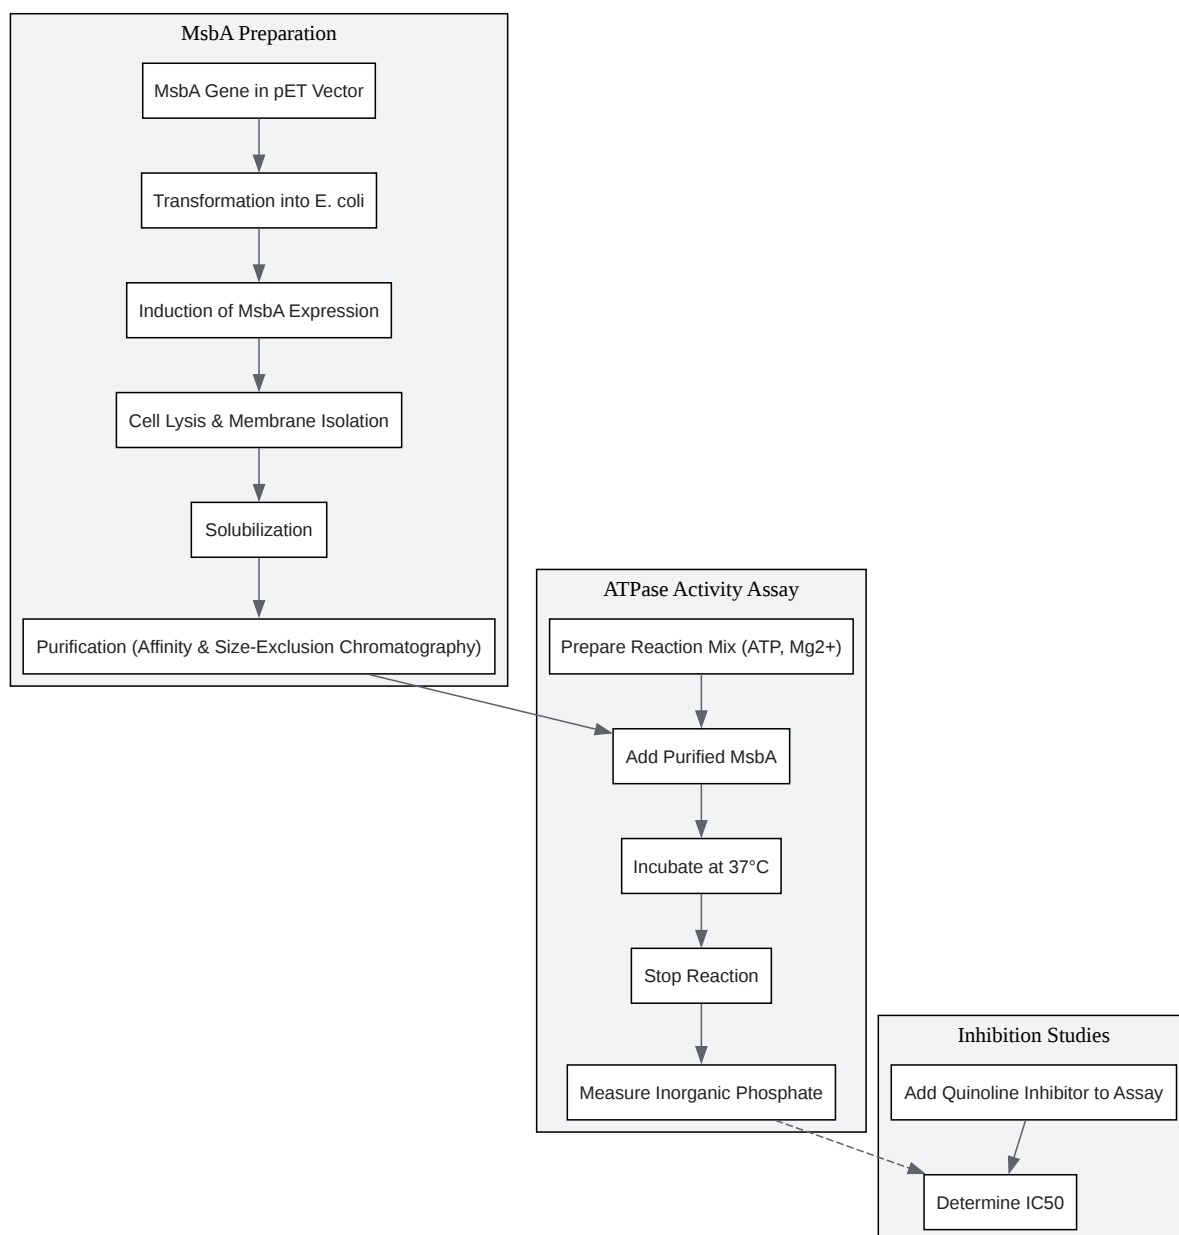 MsbA Preparation
MsbA Gene in pET Vector
Transformation into E. coli
Induction of MsbA Expression
Cell Lysis & Membrane Isolation
Solubilization
Purification (Affinity & Size-Exclusion Chromatography)
ATPase Activity Assay
Prepare Reaction Mix (ATP, Mg2+)
Add Purified MsbA
Incubate at 37°C
Stop Reaction
Measure Inorganic Phosphate
Inhibition Studies
Add Quinoline Inhibitor to Assay
Determine IC50